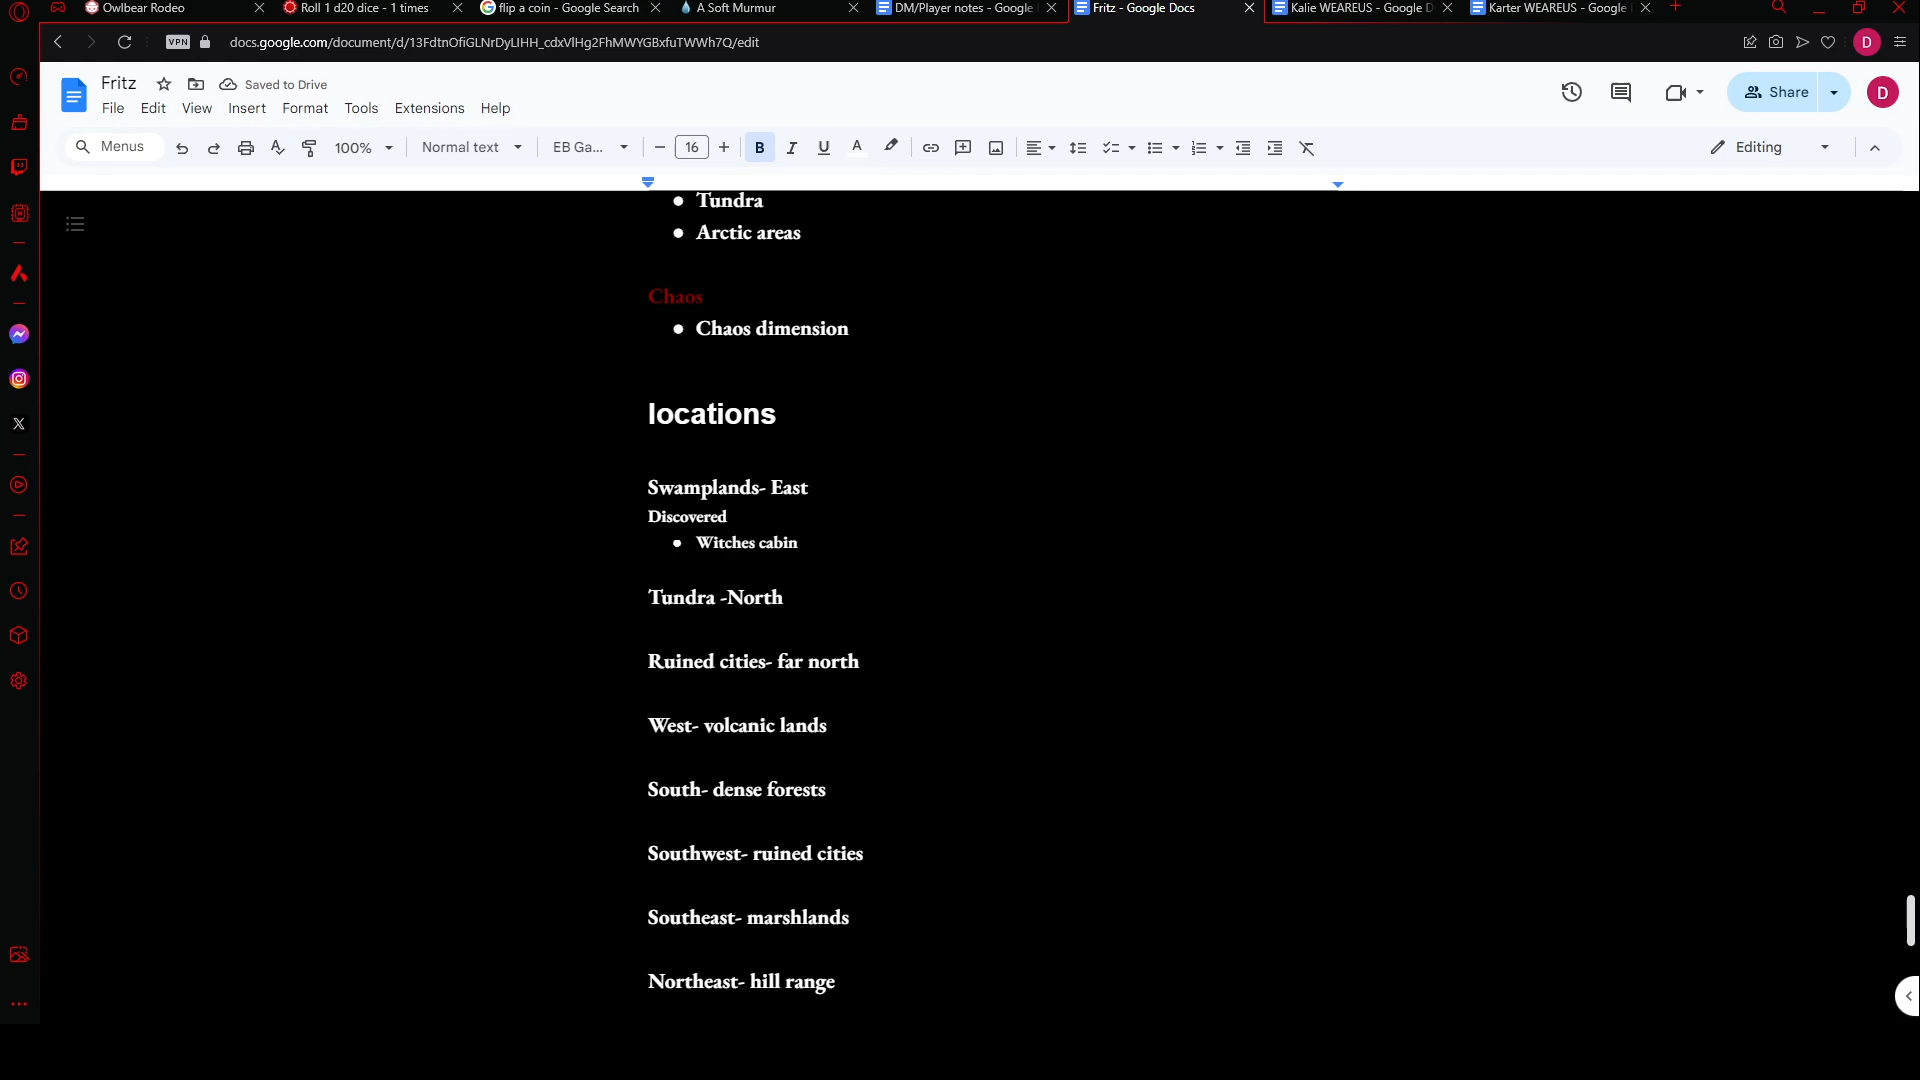 Owlbear Rodeo
Roll 1 d20 dice - 1 times
flip a coin - Google Search
A Soft Murmur
DM/Player notes - Google
Fritz - Google Docs
Kalie WEAREUS - Google D
Karter WEAREUS - Google
VPN
docs.google.com/document/d/13FdtnOfiGLNrDyLIHH_cdxVlHg2FhMWYGBxfuTWWh7Q/edit
D
Fritz
Saved to Drive
File Edit View Insert Format Tools Extensions Help
Share
D
Menus
100%
Normal text
EB Ga...
16
B I U A
Editing
• Tundra
• Arctic areas
Chaos
• Chaos dimension
locations
Swamplands- East
Discovered
• Witches cabin
Tundra -North
Ruined cities- far north
West- volcanic lands
South- dense forests
Southwest- ruined cities
Southeast- marshlands
Northeast- hill range